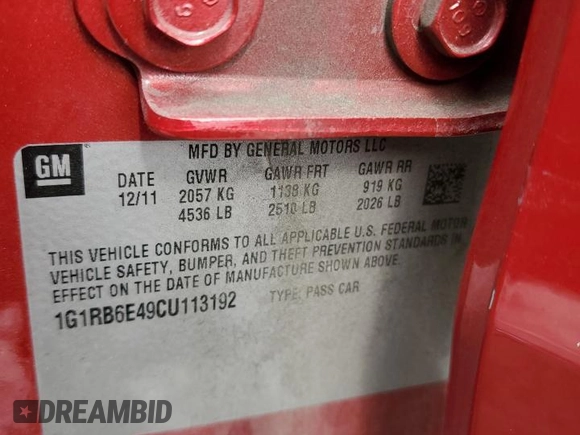 MFD BY GENERAL MOTORS LLC
GM
DATE GVWR GAWR FRT GAWR RR
12/11 2057 KG 1138 KG 919 KG
4536 LB 2510 LB 2026 LB
THIS VEHICLE CONFORMS TO ALL APPLICABLE U.S. FEDERAL MOTOR
VEHICLE SAFETY, BUMPER, AND THEFT PREVENTION STANDARDS IN
EFFECT ON THE DATE OF MANUFACTURE SHOWN ABOVE.
1G1RB6E49CU113192 TYPE: PASS CAR
DREAMBID